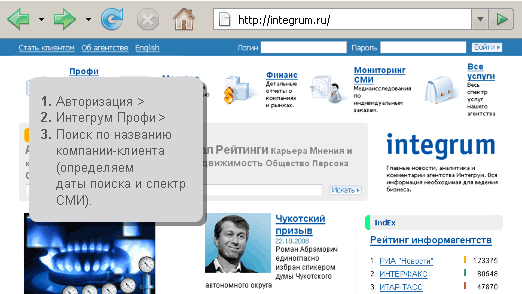 http://integrum.ru/
Стать клиентом Об агентстве English Логин Пароль Войти
Профи
Финанс
Детальные отчеты о компаниях и рынках.
Мониторинг СМИ
Медиаисследования по индивидуальным заказам.
Все услуги
Весь спектр услуг нашего агентства
1. Авторизация >
2. Интегрум Профи >
3. Поиск по названию
компании-клиента
(определяем
даты поиска и спектр
СМИ).
Рейтинги Карьера Мнения и
Общество Персона
Искать
integrum
Главные новости, аналитика и
комментарии агентства Интегрум. Вся
информация необходимая для ведения
бизнеса.
Чукотский
призыв
22.10.2008
Роман Абрамович
единогласно
избран спикером
думы Чукотского
автономного округа
IndEx
Рейтинг информагентств
1. РИА "Новости" 123376
2. ИНТЕРФАКС 80548
3. ИТАР-ТАСС 47870